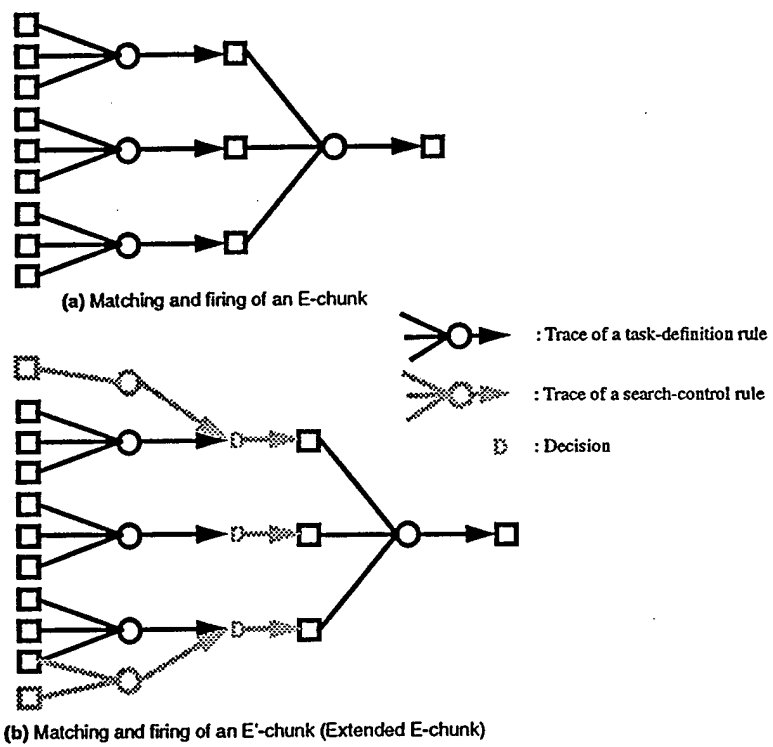 (a) Matching and firing of an E-chunk
: Trace of a task-definition rule
: Trace of a search-control rule
D : Decision
D
D
D
(b) Matching and firing of an E'-chunk (Extended E-chunk)